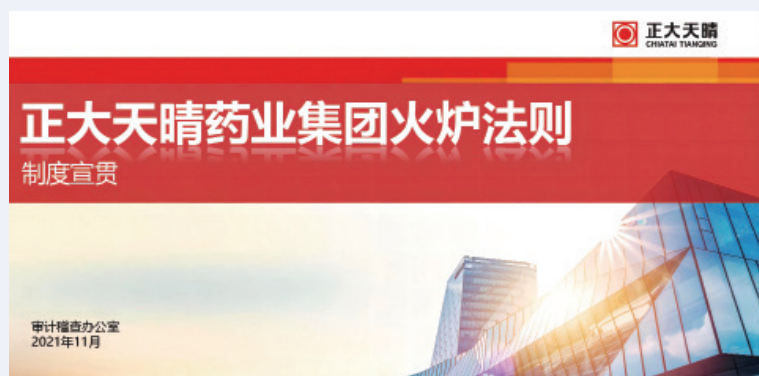 正大天晴
CHIATAI TIANQING
正大天晴药业集团火炉法则
制度宣贯
审计稽查办公室
2021年11月